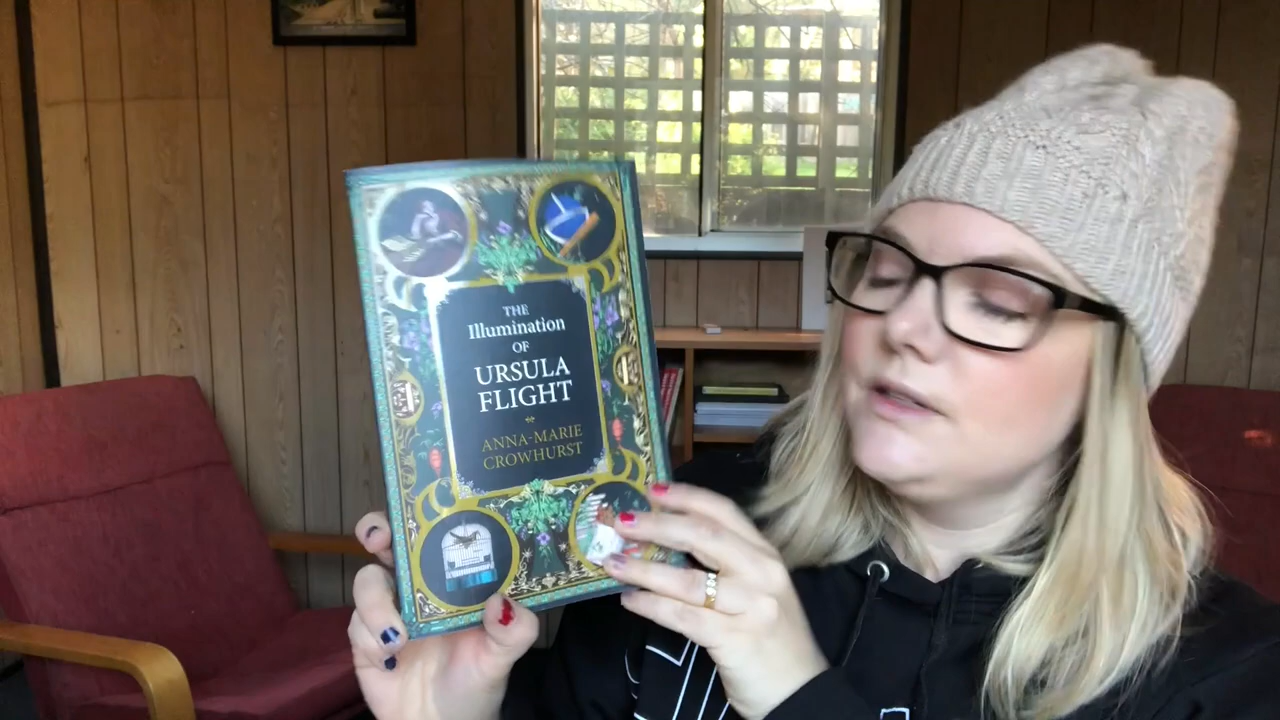 THE
Illumination
OF
URSULA
FLIGHT
ANNA-MARIE
CROWHURST